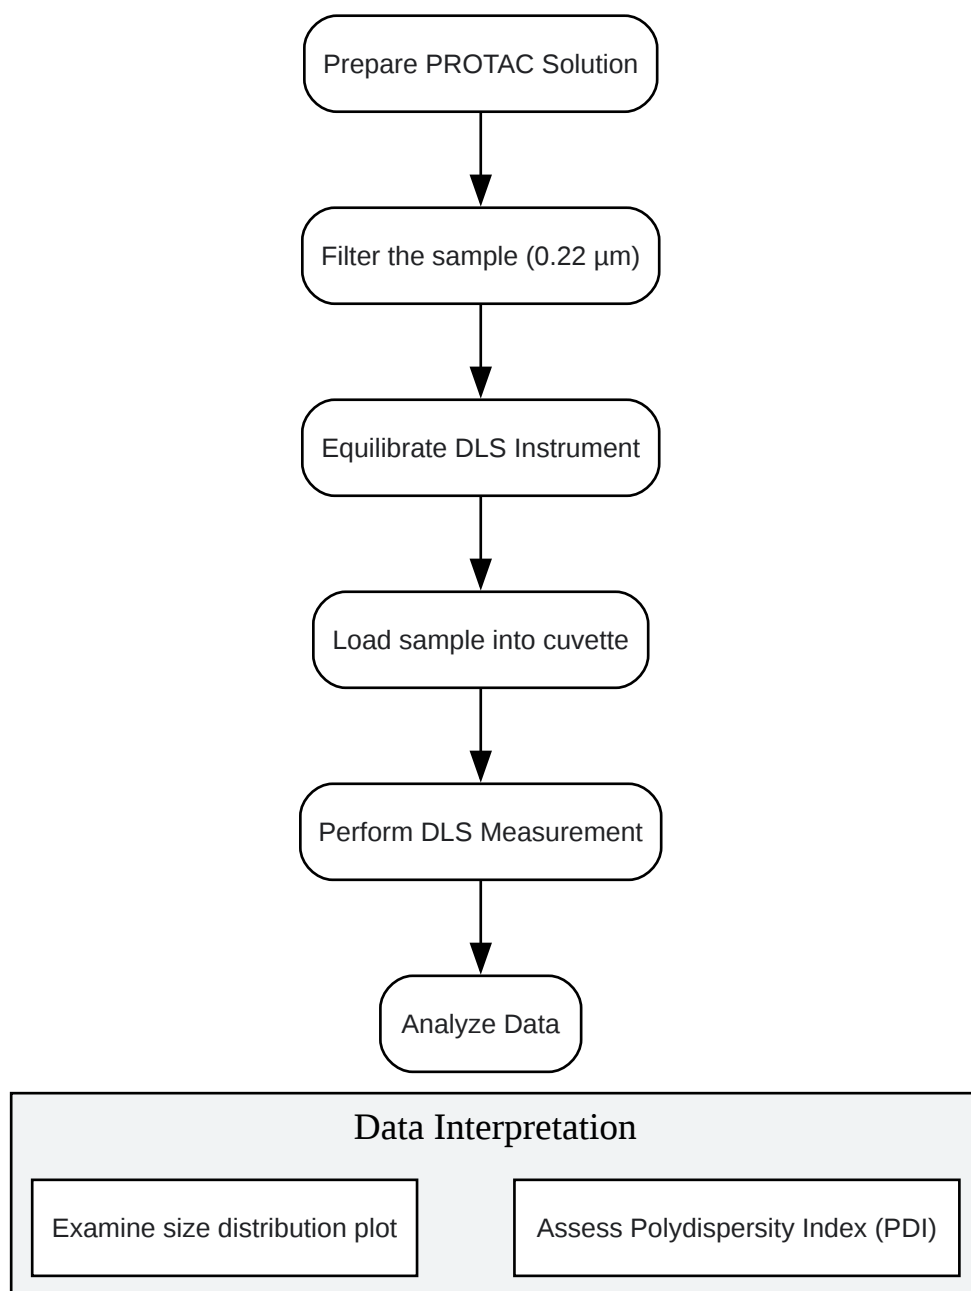 Prepare PROTAC Solution
Filter the sample (0.22 µm)
Equilibrate DLS Instrument
Load sample into cuvette
Perform DLS Measurement
Analyze Data
Data Interpretation
Examine size distribution plot
Assess Polydispersity Index (PDI)